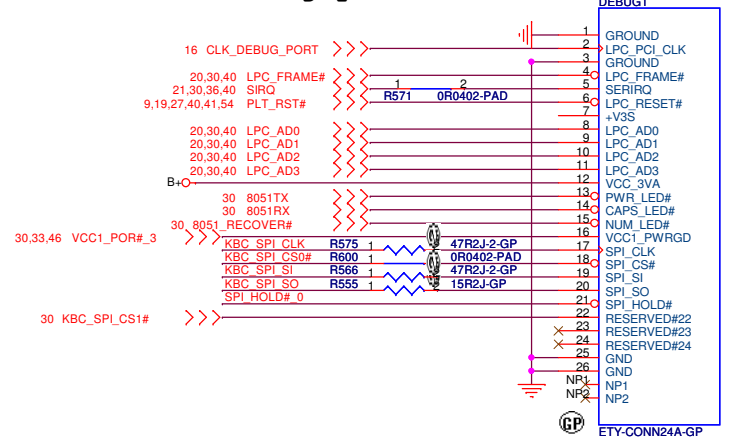 DEBUG1
1 GROUND
16 CLK_DEBUG_PORT 2 LPC_PCI_CLK
3 GROUND
20,30,40 LPC_FRAME# 4 LPC_FRAME#
21,30,36,40 SIRQ 1 2 5 SERIRQ
9,19,27,40,41,54 PLT_RST# R571 0R0402-PAD 6 LPC_RESET#
7 +V3S
20,30,40 LPC_AD0 8 LPC_AD0
20,30,40 LPC_AD1 9 LPC_AD1
20,30,40 LPC_AD2 10 LPC_AD2
20,30,40 LPC_AD3 11 LPC_AD3
B+ 12 VCC_3VA
30 8051TX 13 PWR_LED#
30 8051RX 14 CAPS_LED#
30 8051_RECOVER# 15 NUM_LED#
30,33,46 VCC1_POR#_3 16 VCC1_PWRGD
KBC_SPI_CLK R575 1 47R2J-2-GP 17 SPI_CLK
KBC_SPI_CS0# R600 1 0R0402-PAD 18 SPI_CS#
KBC_SPI_SI R566 1 47R2J-2-GP 19 SPI_SI
KBC_SPI_SO R555 1 15R2J-GP 20 SPI_SO
SPI_HOLD#_0 21 SPI_HOLD#
30 KBC_SPI_CS1# 22 RESERVED#22
23 RESERVED#23
24 RESERVED#24
25 GND
26 GND
NP1 NP1
NP2 NP2
GP
ETY-CONN24A-GP